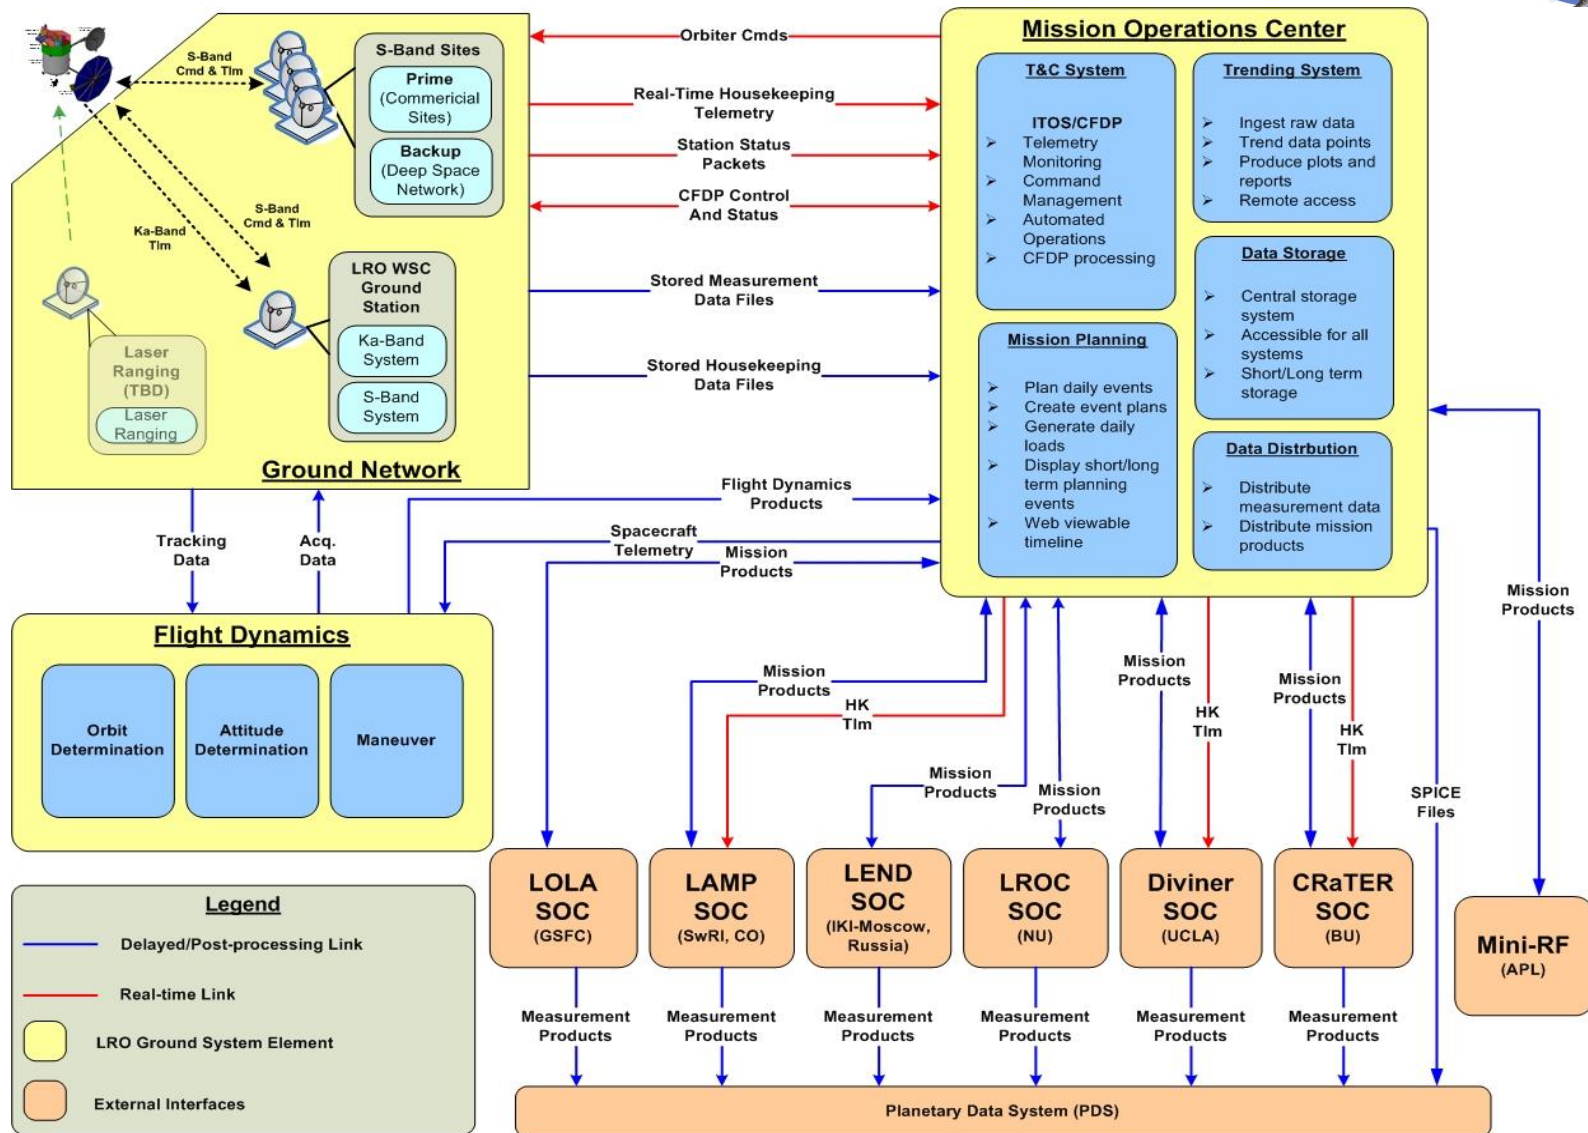 S-Band
Cmd & Tlm
S-Band Sites
Prime
(Commericial
Sites)
Backup
(Deep Space
Network)
S-Band
Cmd & Tlm
Ka-Band
Tlm
LRO WSC
Ground
Station
Ka-Band
System
S-Band
System
Laser
Ranging
(TBD)
Laser
Ranging
Ground Network
Orbiter Cmds
Real-Time Housekeeping
Telemetry
Station Status
Packets
CFDP Control
And Status
Stored Measurement
Data Files
Stored Housekeeping
Data Files
Flight Dynamics
Products
Spacecraft
Telemetry
Mission
Products
Mission Operations Center
T&C System
ITOS/CFDP
Telemetry
Monitoring
Command
Management
Automated
Operations
CFDP processing
Trending System
Ingest raw data
Trend data points
Produce plots and
reports
Remote access
Mission Planning
Plan daily events
Create event plans
Generate daily
loads
Display short/long
term planning
events
Web viewable
timeline
Data Storage
Central storage
system
Accessible for all
systems
Short/Long term
storage
Data Distrbution
Distribute
measurement data
Distribute mission
products
Tracking
Data
Acq.
Data
Flight Dynamics
Orbit
Determination
Attitude
Determination
Maneuver
Mission
Products
HK
Tlm
Mission
Products
Mission
Products
Mission
Products
HK
Tlm
Mission
Products
HK
Tlm
SPICE
Files
Mission
Products
LOLA
SOC
(GSFC)
LAMP
SOC
(SwRI, CO)
LEND
SOC
(IKI-Moscow,
Russia)
LROC
SOC
(NU)
Diviner
SOC
(UCLA)
CRaTER
SOC
(BU)
Mini-RF
(APL)
Measurement
Products
Measurement
Products
Measurement
Products
Measurement
Products
Measurement
Products
Measurement
Products
Planetary Data System (PDS)
Legend
Delayed/Post-processing Link
Real-time Link
LRO Ground System Element
External Interfaces